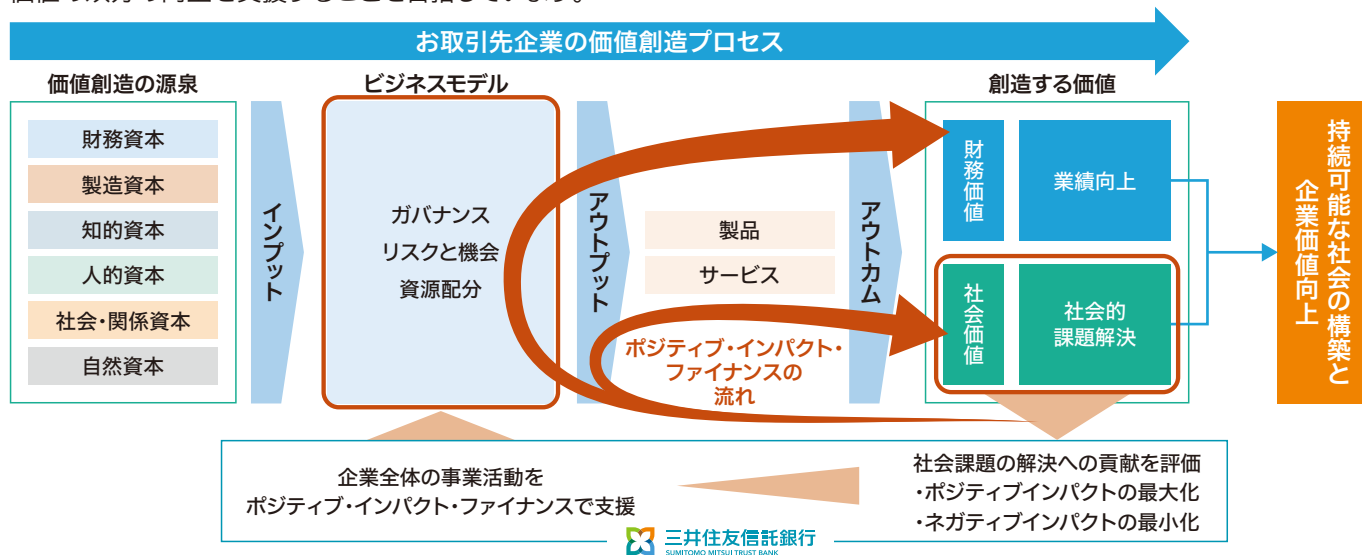 お取引先企業の価値創造プロセス
価値創造の源泉
財務資本
製造資本
知的資本
人的資本
社会・関係資本
自然資本
インプット
ビジネスモデル
ガバナンス
リスクと機会
資源配分
アウトプット
製品
サービス
ポジティブ・インパクト・
ファイナンスの
流れ
アウトカム
創造する価値
財務価値
業績向上
社会価値
社会的
課題解決
持続可能な社会の構築と
企業価値向上
企業全体の事業活動を
ポジティブ・インパクト・ファイナンスで支援
社会課題の解決への貢献を評価
・ポジティブインパクトの最大化
・ネガティブインパクトの最小化
三井住友信託銀行
SUMITOMO MITSUI TRUST BANK